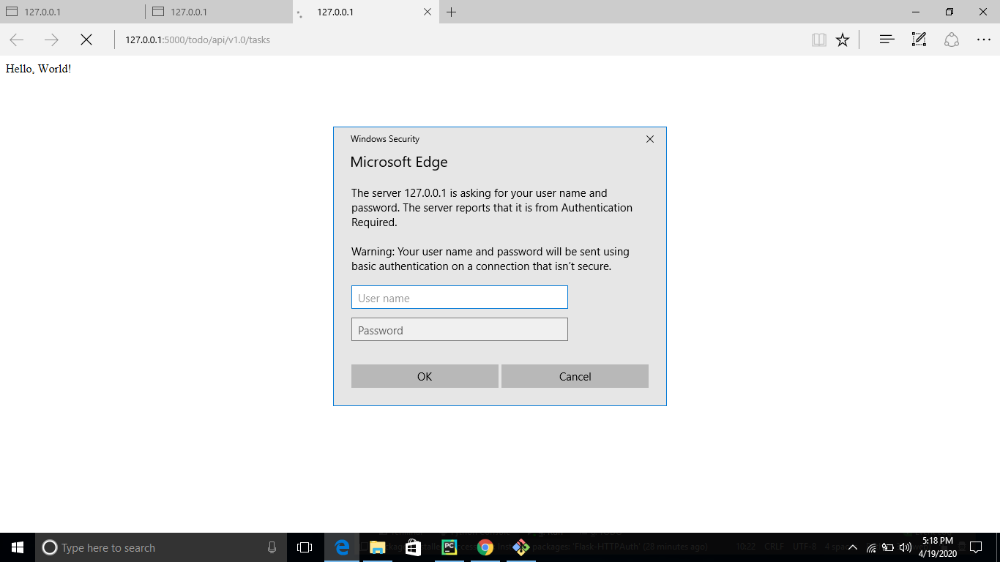 127.0.0.1
127.0.0.1
127.0.0.1
127.0.0.1:5000/todo/api/v1.0/tasks
Hello, World!
Windows Security
Microsoft Edge
The server 127.0.0.1 is asking for your user name and
password. The server reports that it is from Authentication
Required.
Warning: Your user name and password will be sent using
basic authentication on a connection that isn't secure.
User name
Password
OK Cancel
Type here to search
packages: 'Flask-HTTPAuth' (28 minutes ago) 10:22 CRLF UTF-8
PC
5:18 PM
4/19/2020